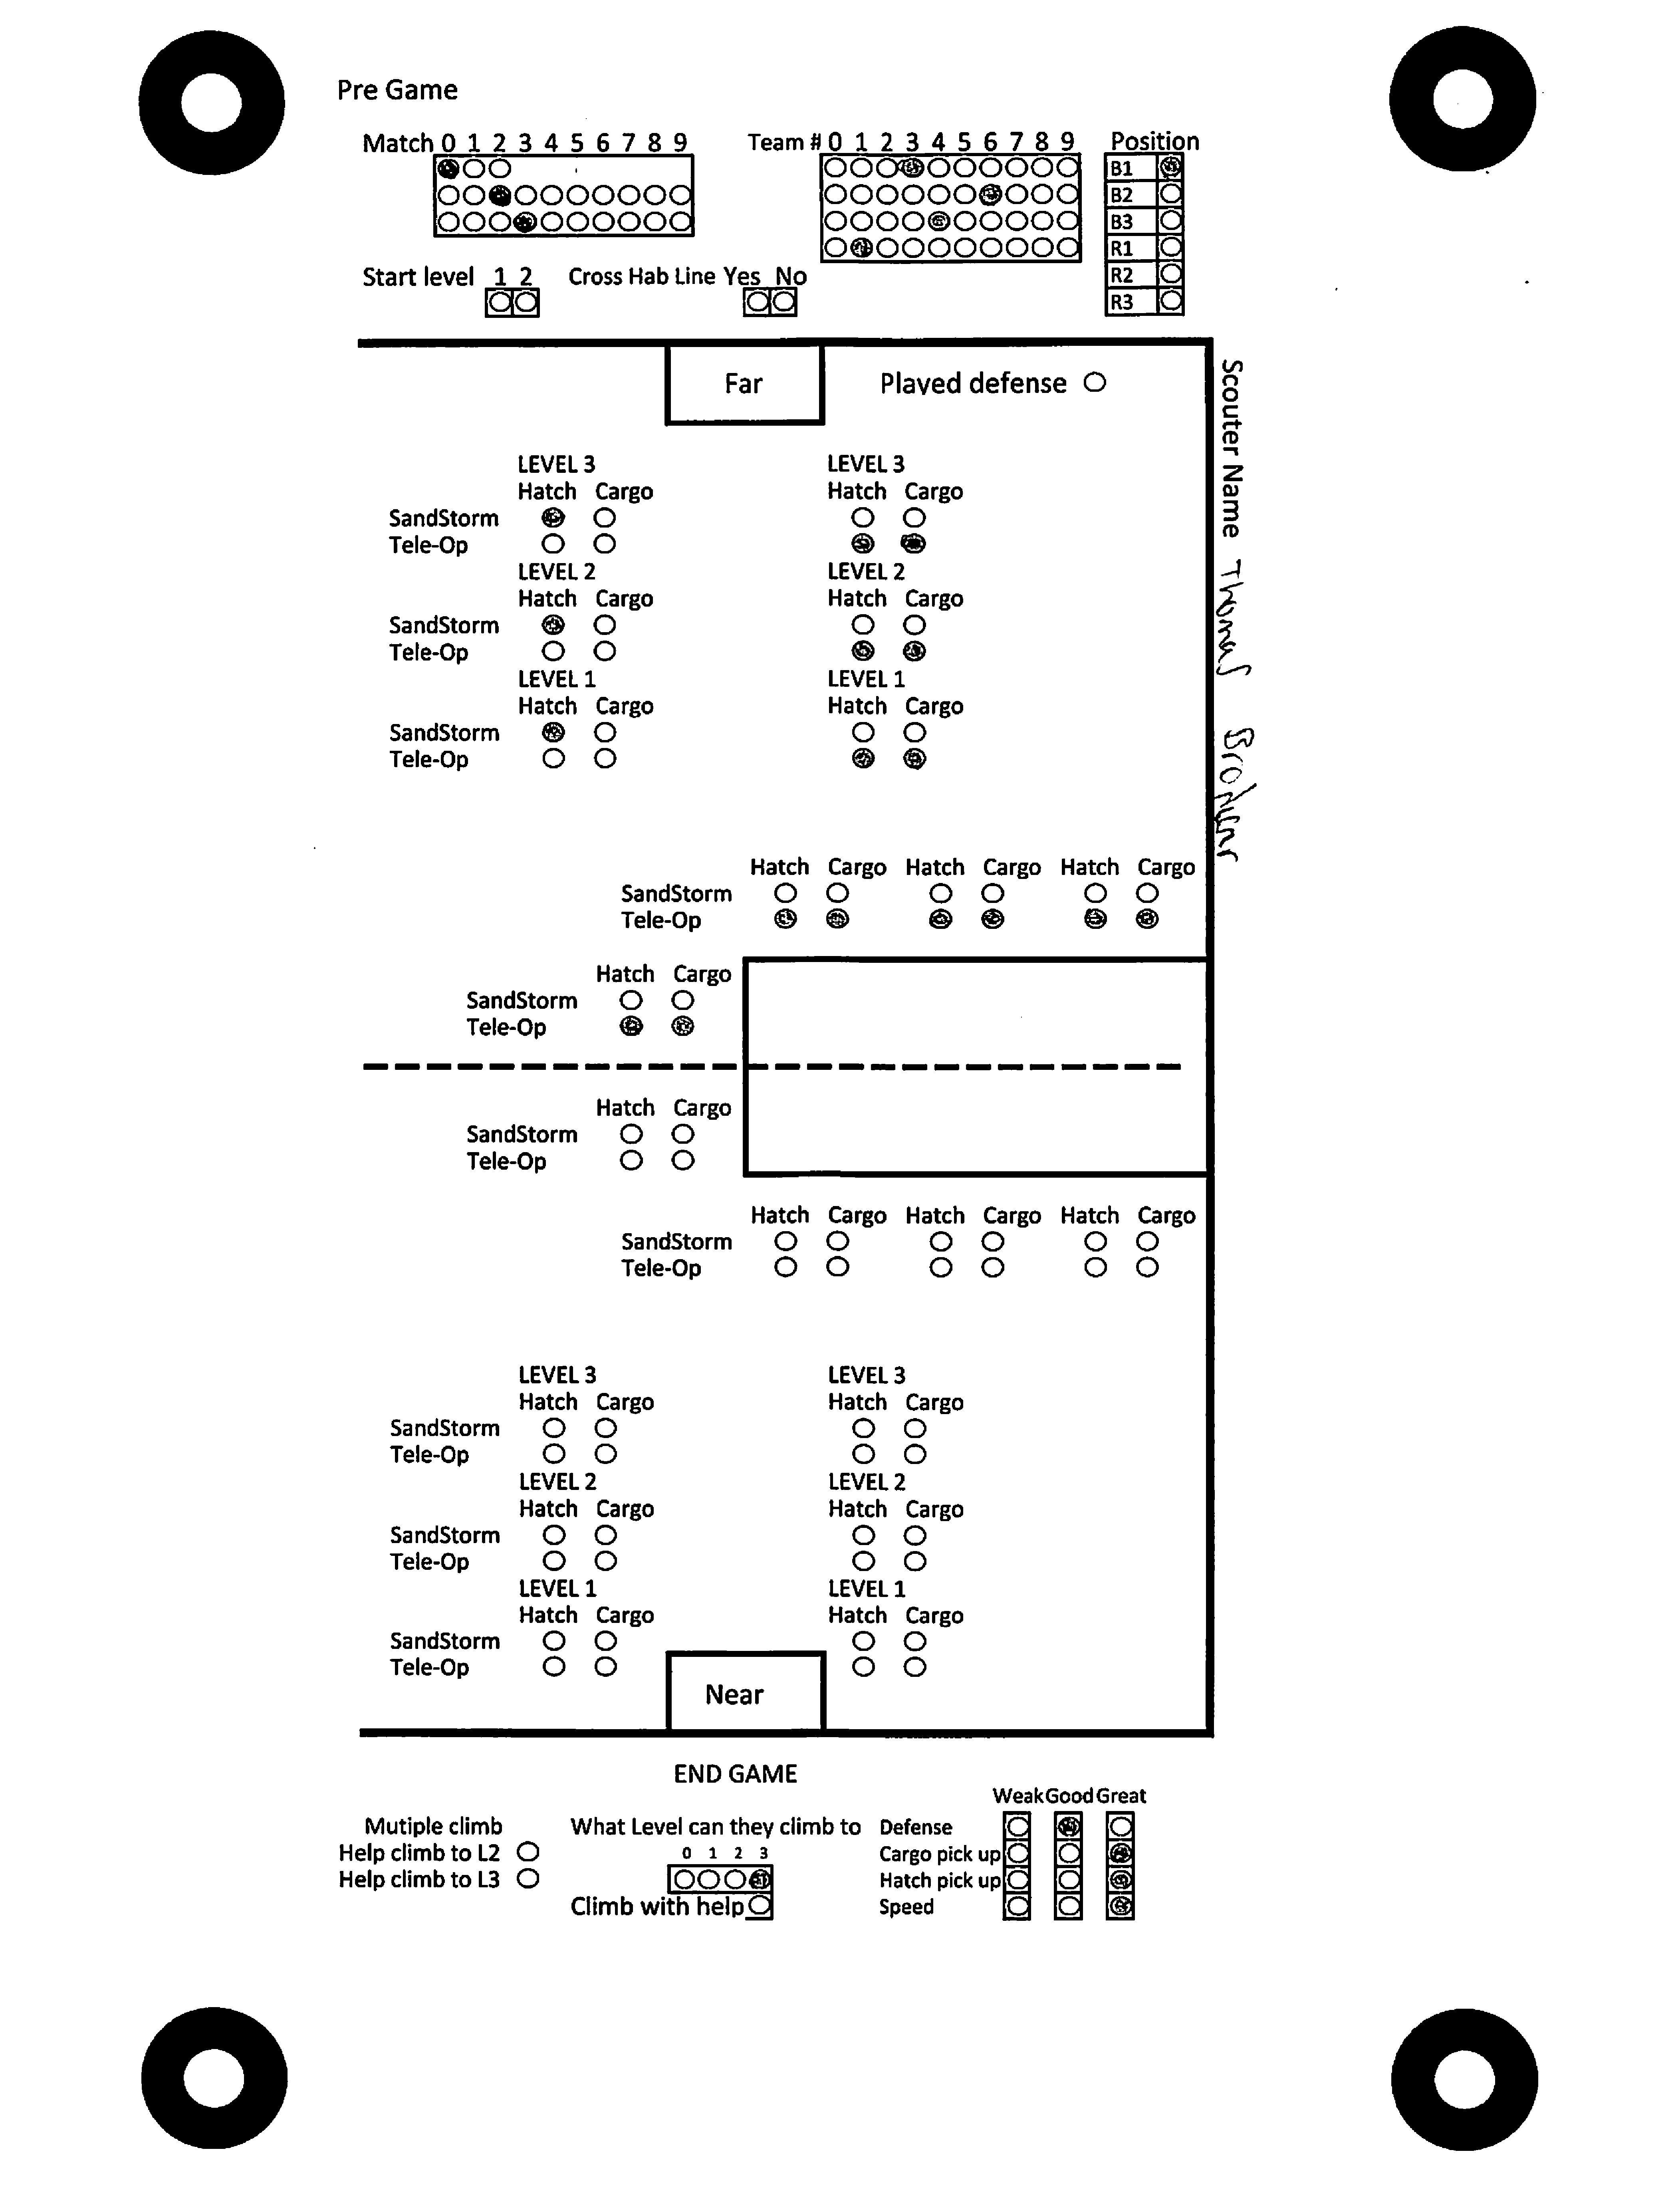 Pre Game
Match 0 1 2 3 4 5 6 7 8 9
Team # 0 1 2 3 4 5 6 7 8 9
Position
B1
B2
B3
R1
R2
R3
Start level 1 2
Cross Hab Line Yes No
Far
Played defense
Scouter Name Thomas
LEVEL 3 LEVEL 3
Hatch Cargo Hatch Cargo
SandStorm
Tele-Op
LEVEL 2 LEVEL 2
Hatch Cargo Hatch Cargo
SandStorm
Tele-Op
LEVEL 1 LEVEL 1
Hatch Cargo Hatch Cargo
SandStorm
Tele-Op
Hatch Cargo Hatch Cargo Hatch Cargo
SandStorm
Tele-Op
Hatch Cargo
SandStorm
Tele-Op
Hatch Cargo
SandStorm
Tele-Op
Hatch Cargo Hatch Cargo Hatch Cargo
SandStorm
Tele-Op
LEVEL 3 LEVEL 3
Hatch Cargo Hatch Cargo
SandStorm
Tele-Op
LEVEL 2 LEVEL 2
Hatch Cargo Hatch Cargo
SandStorm
Tele-Op
LEVEL 1 LEVEL 1
Hatch Cargo Hatch Cargo
SandStorm
Tele-Op
Near
END GAME
Mutiple climb
Help climb to L2
Help climb to L3
What Level can they climb to
0 1 2 3
Climb with help
Weak Good Great
Defense
Cargo pick up
Hatch pick up
Speed